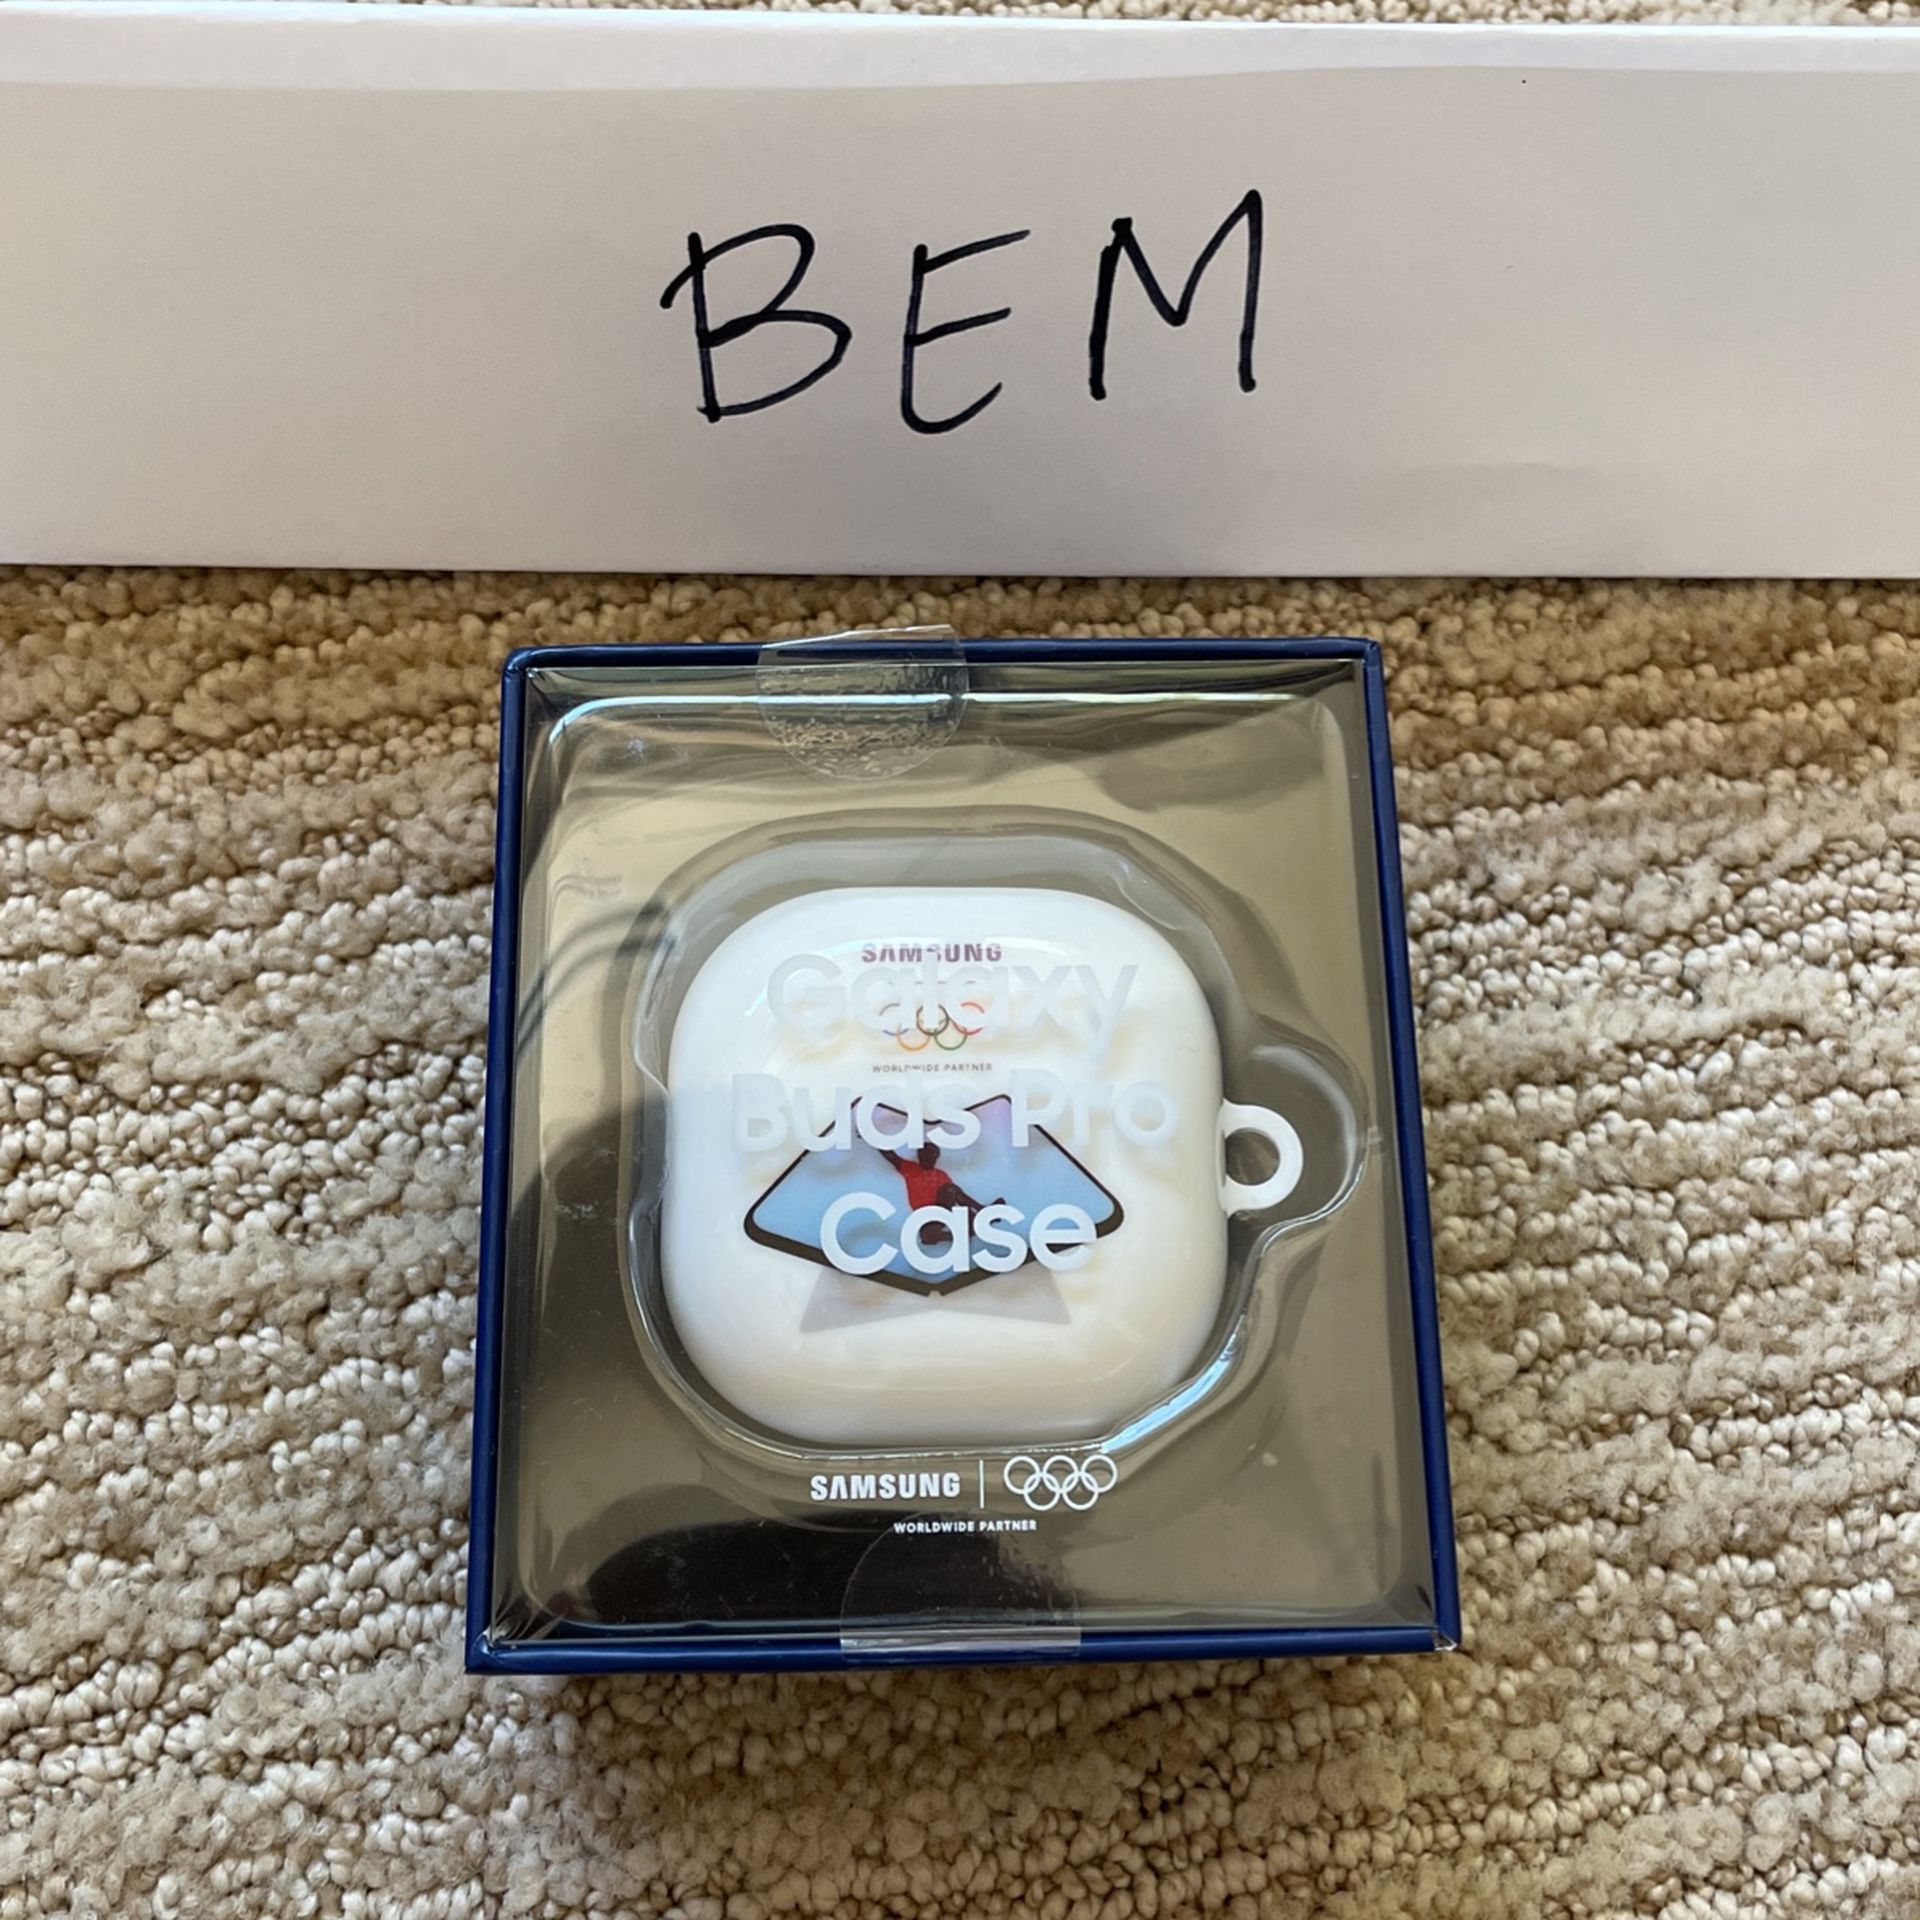 BEM
SAMSUNG
Galaxy
WORLDWIDE PARTNER
Buds Pro
Case
SAMSUNG
WORLDWIDE PARTNER